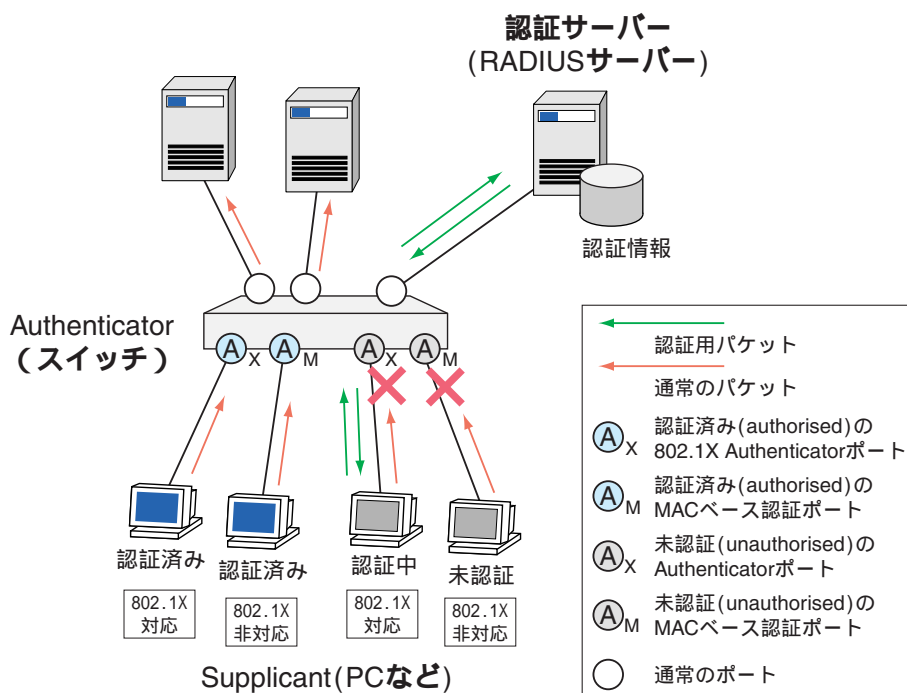 認証サーバー
(RADIUSサーバー)
認証情報
Authenticator
(スイッチ)
A X
A M
A X
A M
認証済み
認証済み
認証中
未認証
802.1X
対応
802.1X
非対応
802.1X
対応
802.1X
非対応
Supplicant(PCなど)
認証用パケット
通常のパケット
A X
認証済み(authorised)の
802.1X Authenticatorポート
A M
認証済み(authorised)の
MACベース認証ポート
A X
未認証(unauthorised)の
Authenticatorポート
A M
未認証(unauthorised)の
MACベース認証ポート
通常のポート